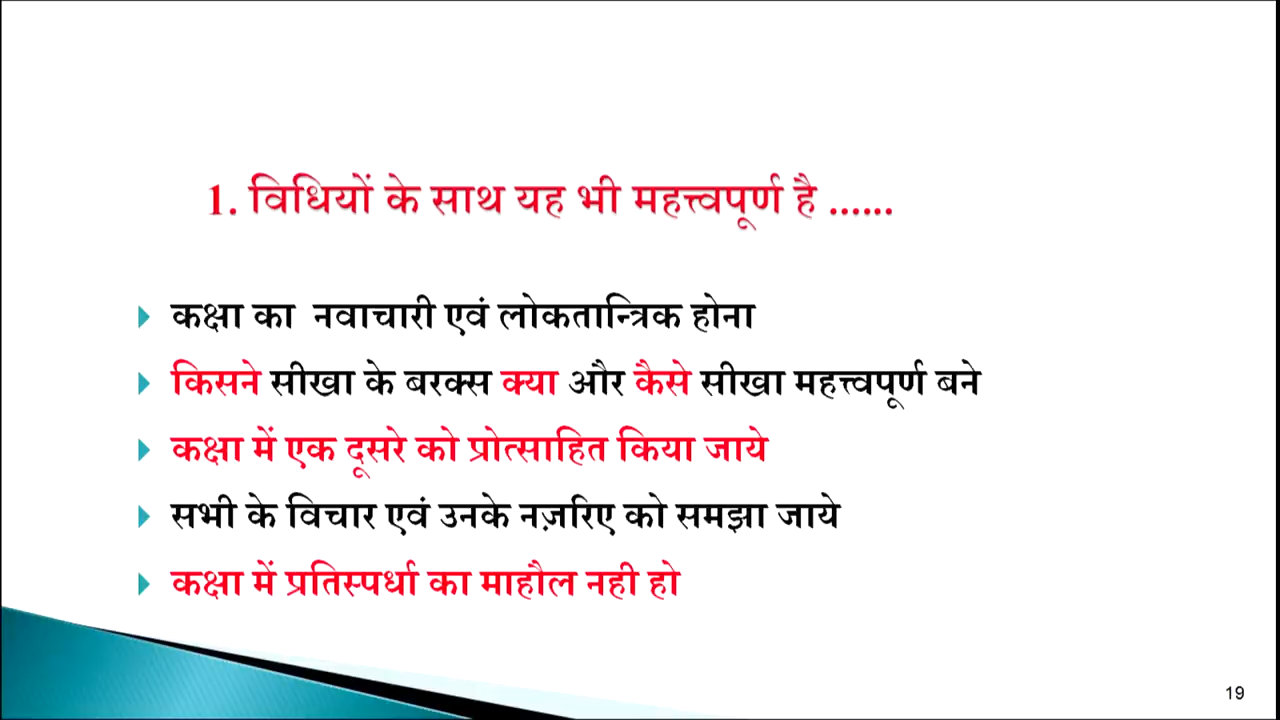 1. विधियों के साथ यह भी महत्त्वपूर्ण है ......
कक्षा का नवाचारी एवं लोकतान्त्रिक होना
किसने सीखा के बरक्स क्या और कैसे सीखा महत्त्वपूर्ण बने
कक्षा में एक दूसरे को प्रोत्साहित किया जाये
सभी के विचार एवं उनके नज़रिए को समझा जाये
कक्षा में प्रतिस्पर्धा का माहौल नही हो
19